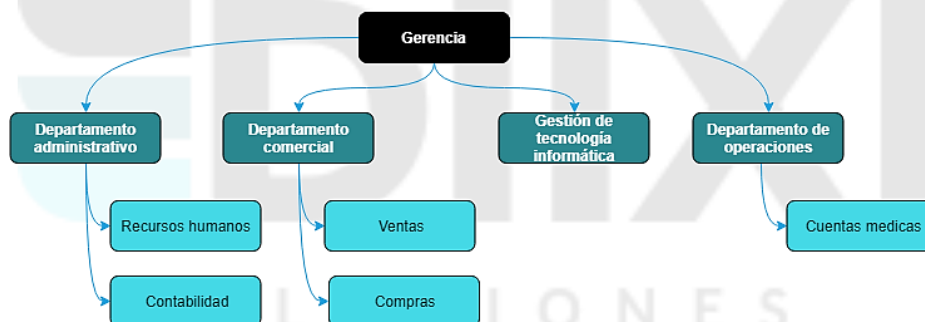 Gerencia
Departamento
administrativo
Departamento
comercial
Gestión de
tecnología
informática
Departamento de
operaciones
Recursos humanos
Ventas
Cuentas medicas
Contabilidad
Compras